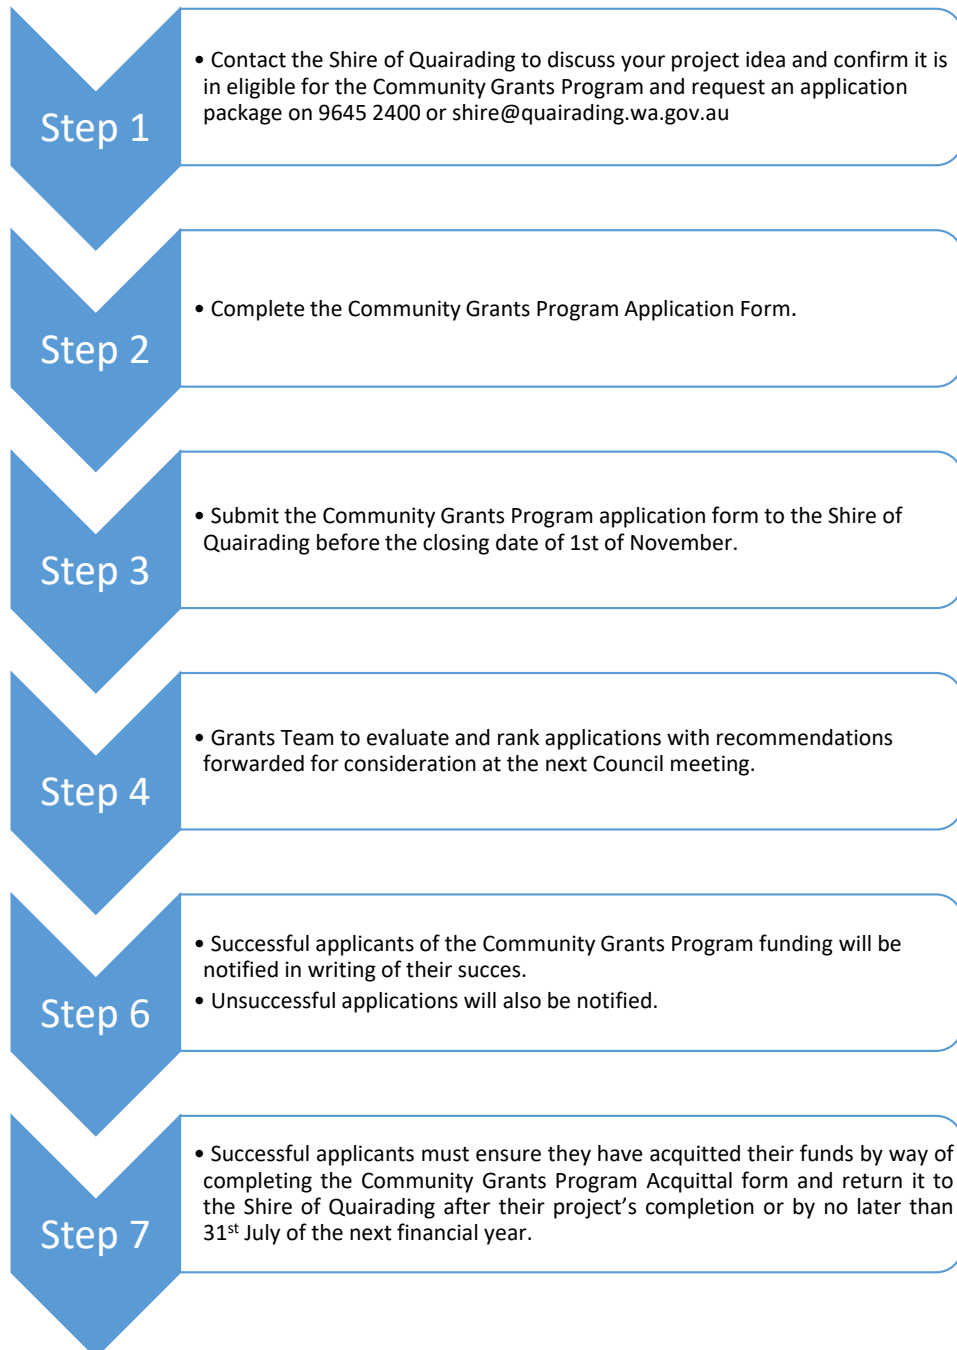 Step 1
• Contact the Shire of Quairading to discuss your project idea and confirm it is
in eligible for the Community Grants Program and request an application
package on 9645 2400 or shire@quairading.wa.gov.au
Step 2
• Complete the Community Grants Program Application Form.
Step 3
• Submit the Community Grants Program application form to the Shire of
Quairading before the closing date of 1st of November.
Step 4
• Grants Team to evaluate and rank applications with recommendations
forwarded for consideration at the next Council meeting.
Step 6
• Successful applicants of the Community Grants Program funding will be
notified in writing of their succes.
• Unsuccessful applications will also be notified.
Step 7
• Successful applicants must ensure they have acquitted their funds by way of
completing the Community Grants Program Acquittal form and return it to
the Shire of Quairading after their project’s completion or by no later than
31st July of the next financial year.